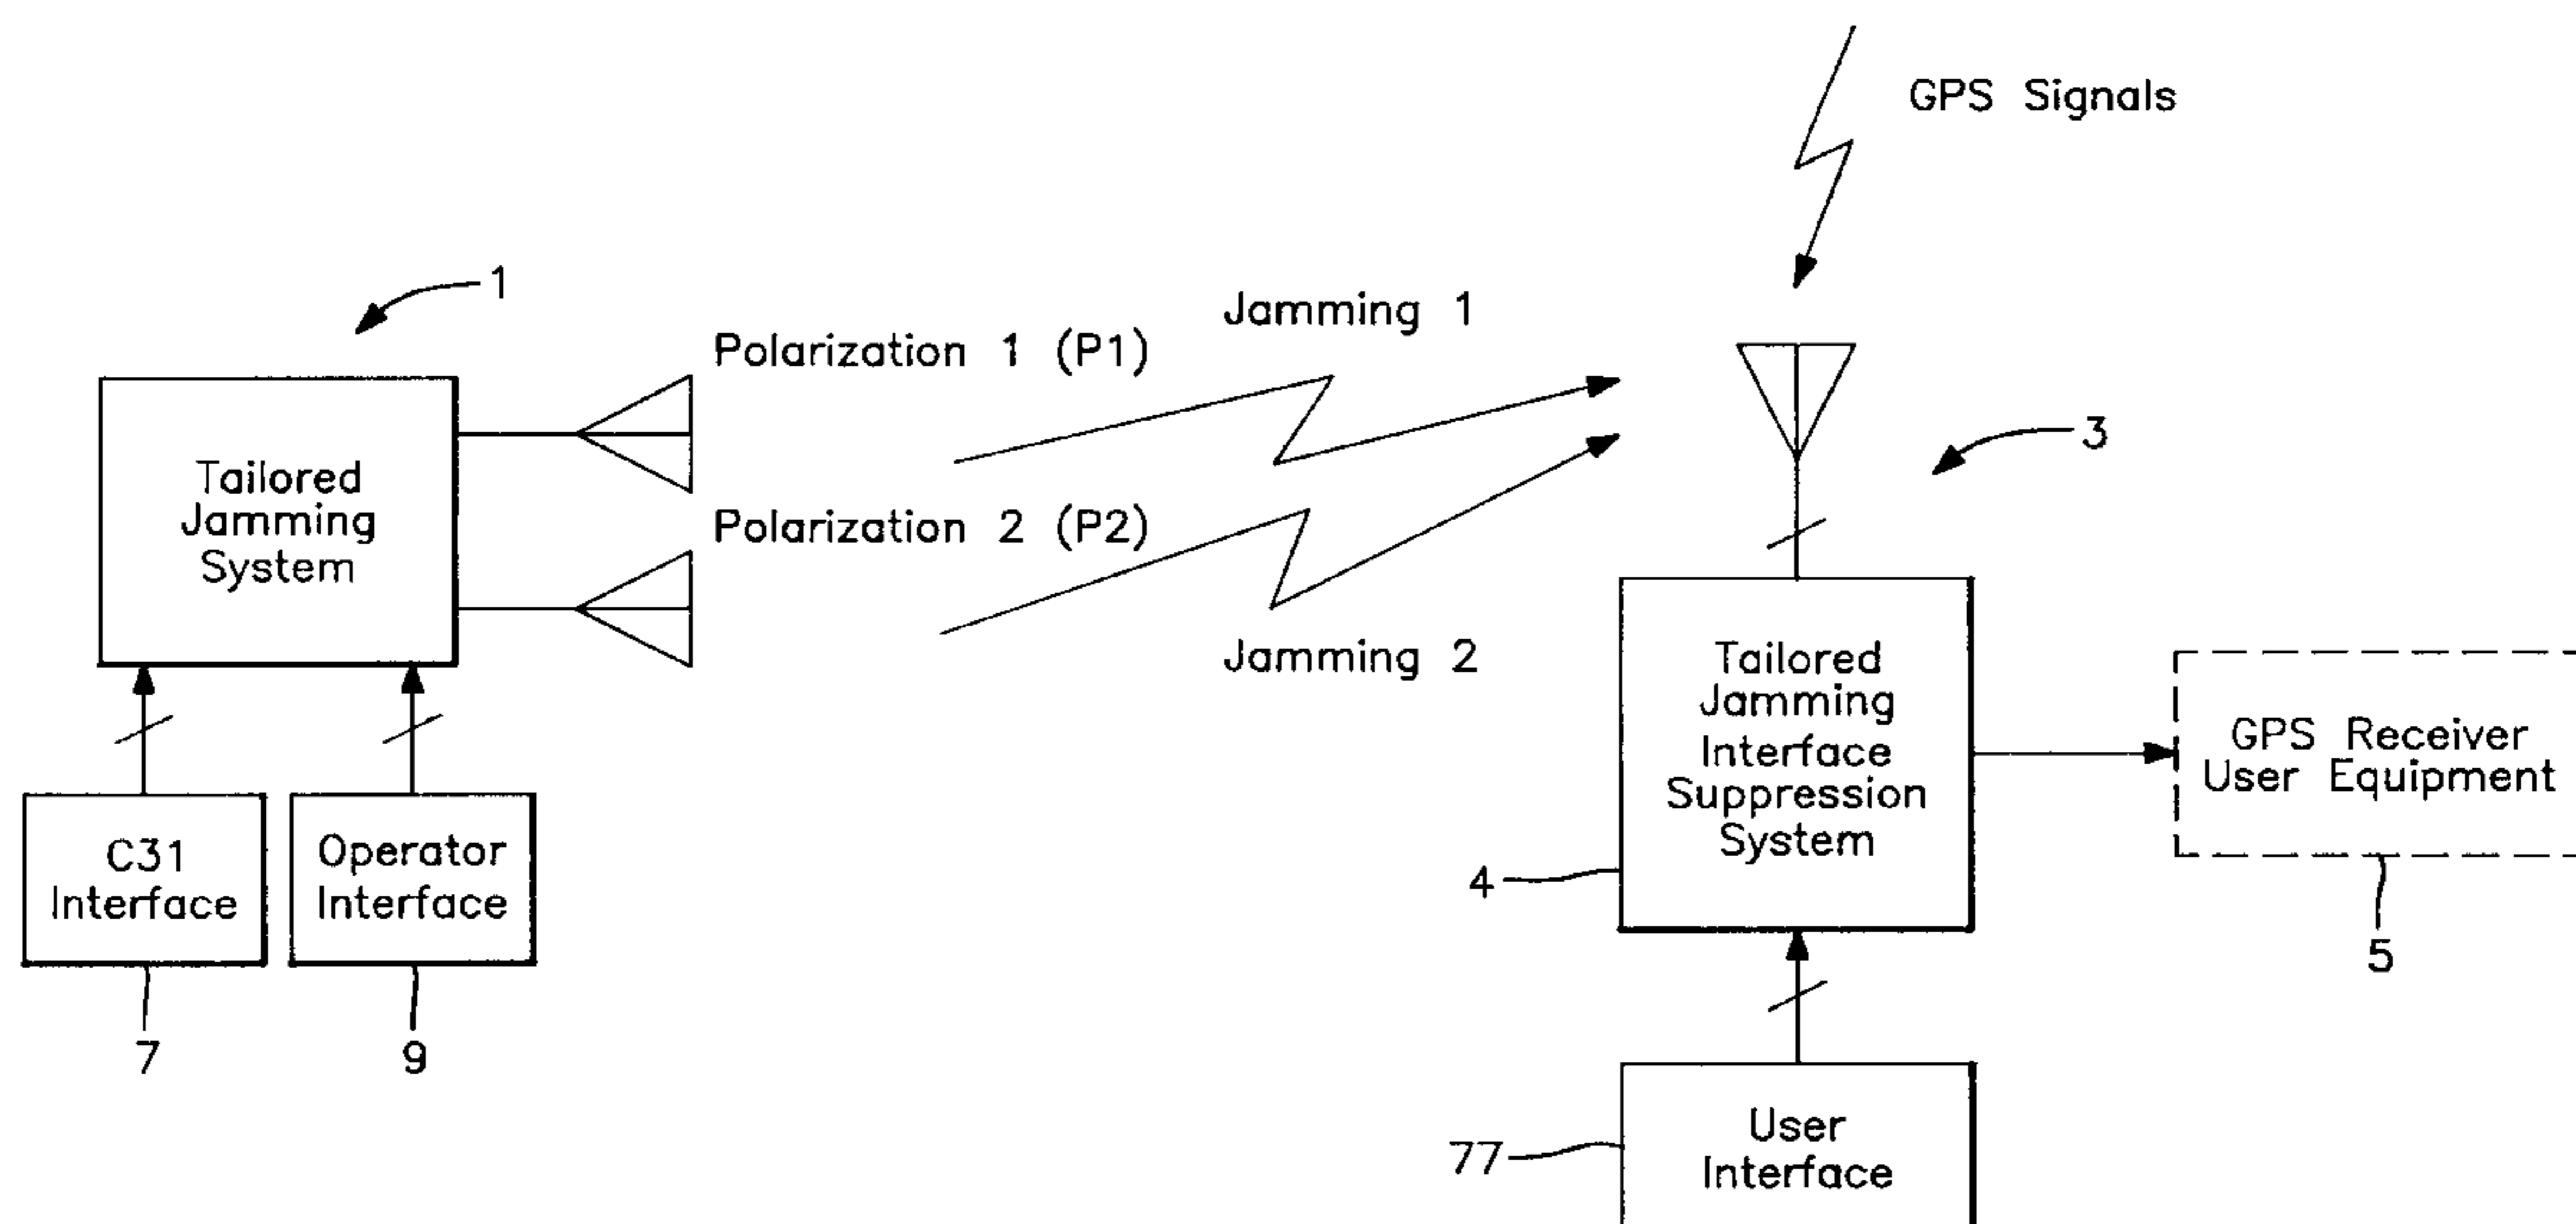 GPS Signals
1
Jamming 1
Polarization 1 (P1)
3
Tailored
Jamming
System
Polarization 2 (P2)
Jamming 2
Tailored
Jamming
Interface
Suppression
System
GPS Receiver
User Equipment
C31
Interface
Operator
Interface
4
5
7
9
User
Interface
77